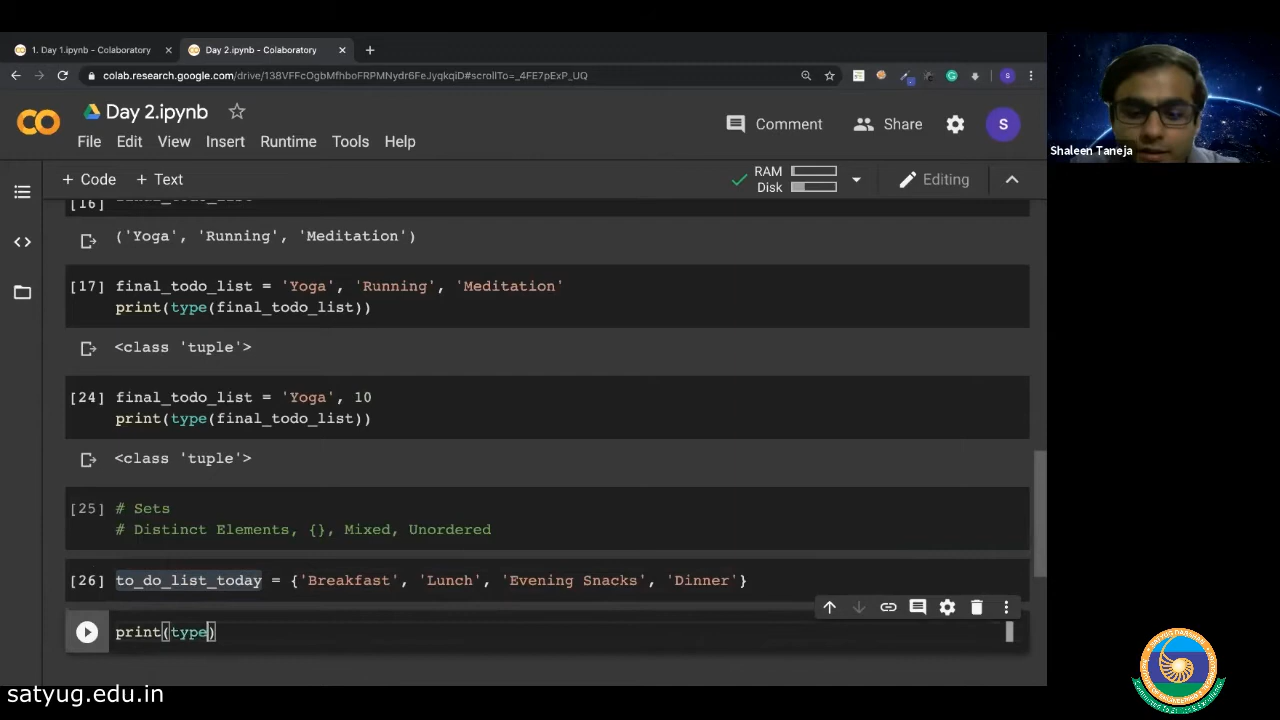 1. Day 1.ipynb - Colaboratory
Day 2.ipynb - Colaboratory
colab.research.google.com/drive/138VFFcOgbMfhboFRPMNydr6FeJyqkqiD#scrollTo=_4FE7pExP_UQ
S
CO
Day 2.ipynb
Comment
Share
S
Shaleen Taneja
File Edit View Insert Runtime Tools Help
+ Code + Text
RAM
Disk
Editing
[16]
('Yoga', 'Running', 'Meditation')
[17] final_todo_list = 'Yoga', 'Running', 'Meditation'
print(type(final_todo_list))
<class 'tuple'>
[24] final_todo_list = 'Yoga', 10
print(type(final_todo_list))
<class 'tuple'>
[25] # Sets
# Distinct Elements, {}, Mixed, Unordered
[26] to_do_list_today = {'Breakfast', 'Lunch', 'Evening Snacks', 'Dinner'}
print(type)
satyug.edu.in